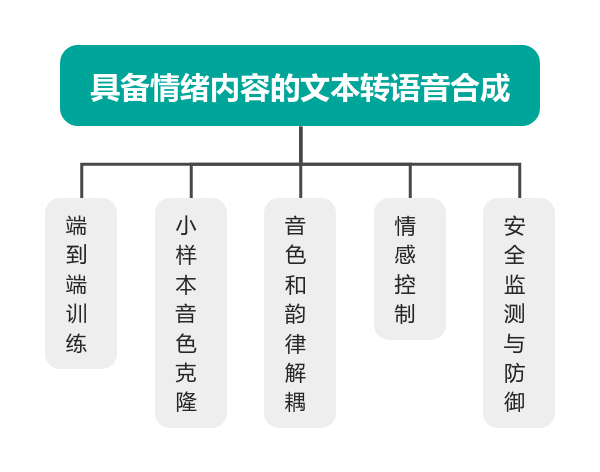 具备情绪内容的文本转语音合成
端到端训练
小样本音色克隆
音色和韵律解耦
情感控制
安全监测与防御